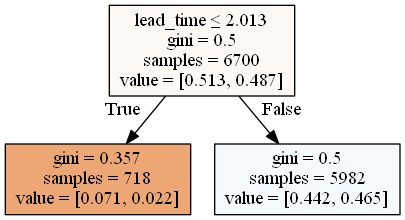 lead_time ≤ 2.013
gini = 0.5
samples = 6700
value = [0.513, 0.487]
True
False
gini = 0.357
samples = 718
value = [0.071, 0.022]
gini = 0.5
samples = 5982
value = [0.442, 0.465]